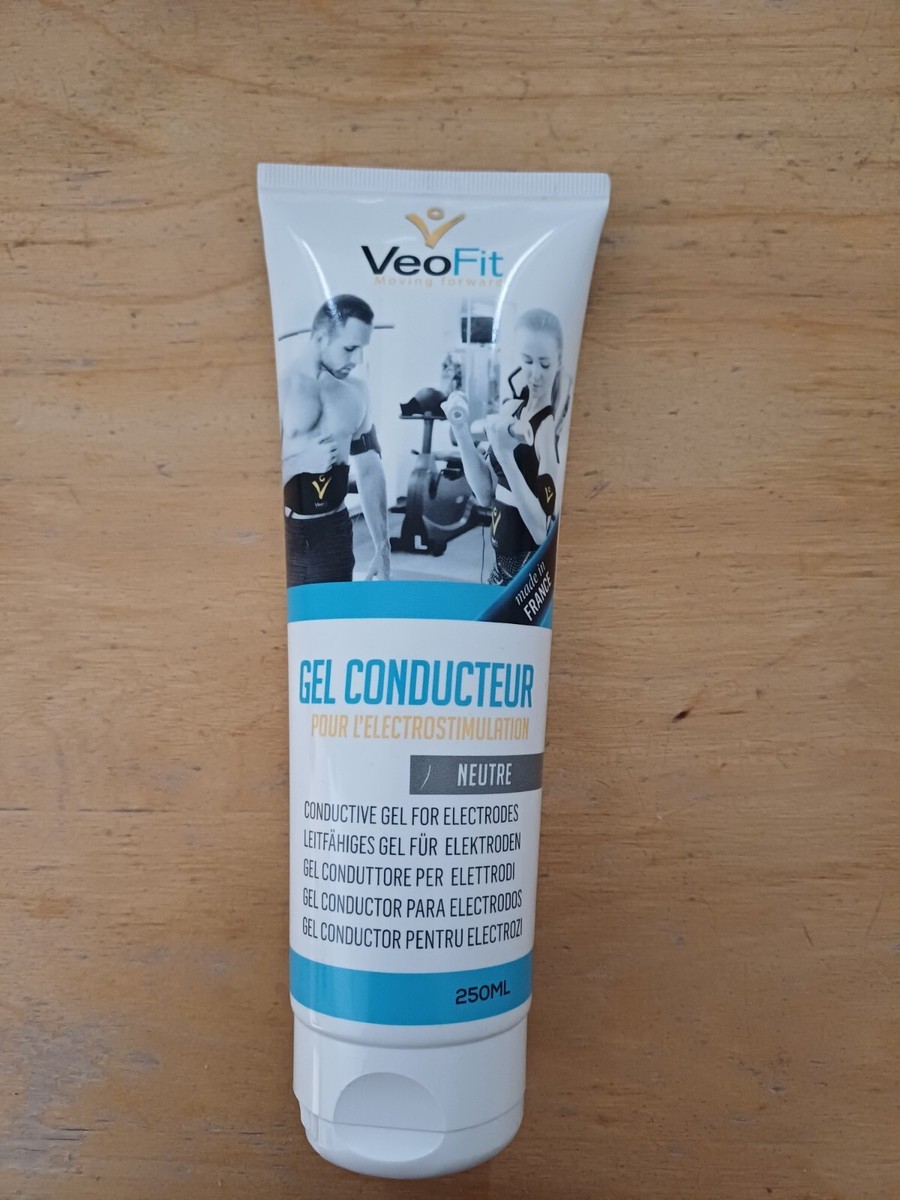 VeoFit
Moving forward
made in
FRANCE
GEL CONDUCTEUR
POUR L'ELECTROSTIMULATION
NEUTRE
CONDUCTIVE GEL FOR ELECTRODES
LEITFÄHIGES GEL FÜR ELEKTRODEN
GEL CONDUTTORE PER ELETTRODI
GEL CONDUCTOR PARA ELECTRODOS
GEL CONDUCTOR PENTRU ELECTROZI
250ML